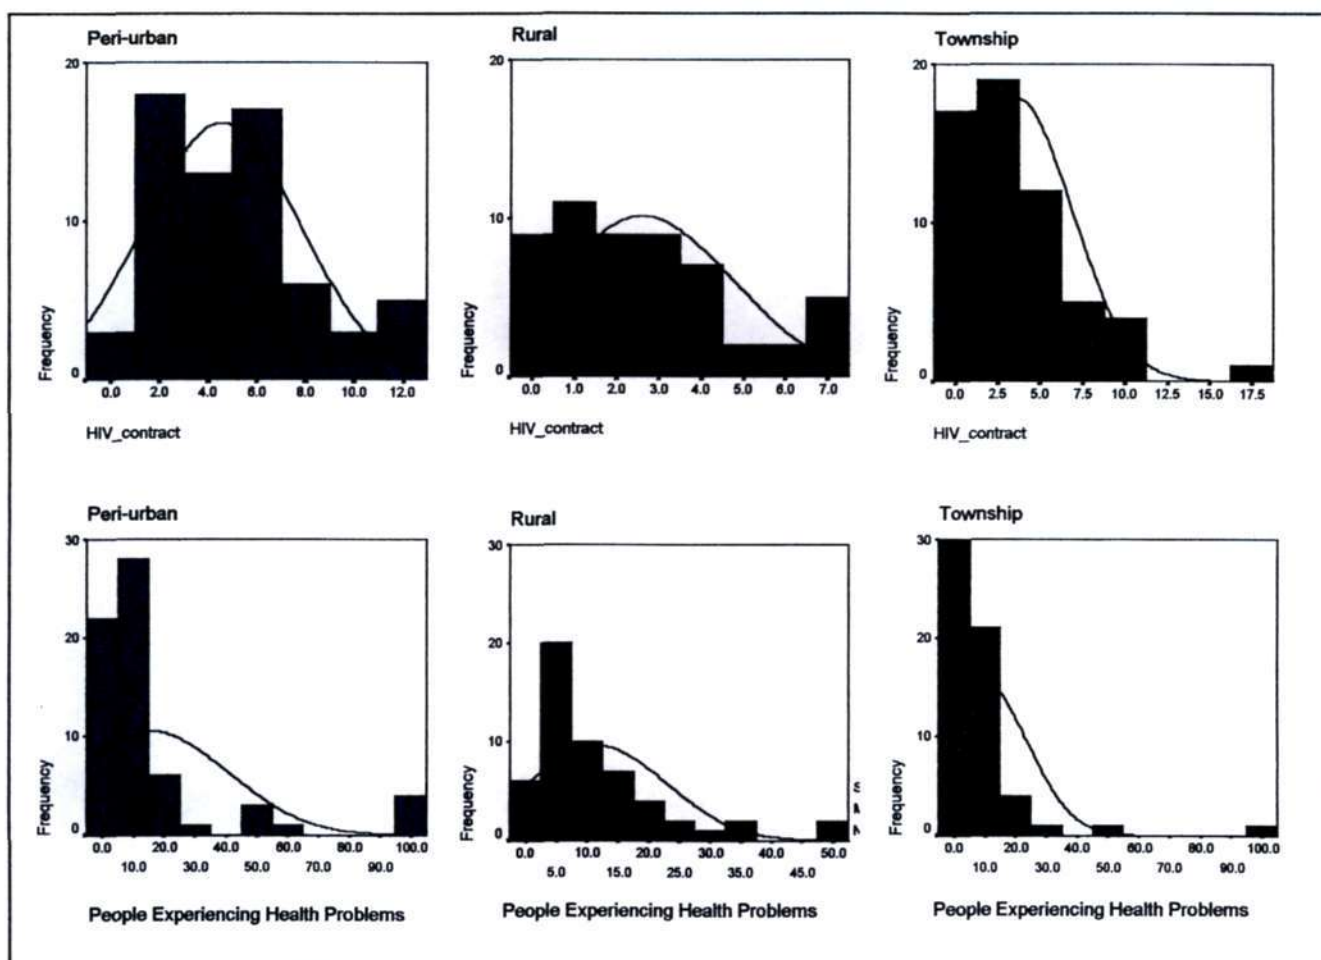 Peri-urban
20
10
0
Frequency
0.0 2.0 4.0 6.0 8.0 10.0 12.0
HIV_contract
Rural
20
10
0
Frequency
0.0 1.0 2.0 3.0 4.0 5.0 6.0 7.0
HIV_contract
Township
20
10
0
Frequency
0.0 2.5 5.0 7.5 10.0 12.5 15.0 17.5
HIV_contract
Peri-urban
30
20
10
0
Frequency
0.0 20.0 40.0 60.0 80.0 100.0
10.0 30.0 50.0 70.0 90.0
People Experiencing Health Problems
Rural
30
20
10
0
Frequency
0.0 10.0 20.0 30.0 40.0 50.0
5.0 15.0 25.0 35.0 45.0
People Experiencing Health Problems
Township
30
20
10
0
Frequency
0.0 20.0 40.0 60.0 80.0 100.0
10.0 30.0 50.0 70.0 90.0
People Experiencing Health Problems